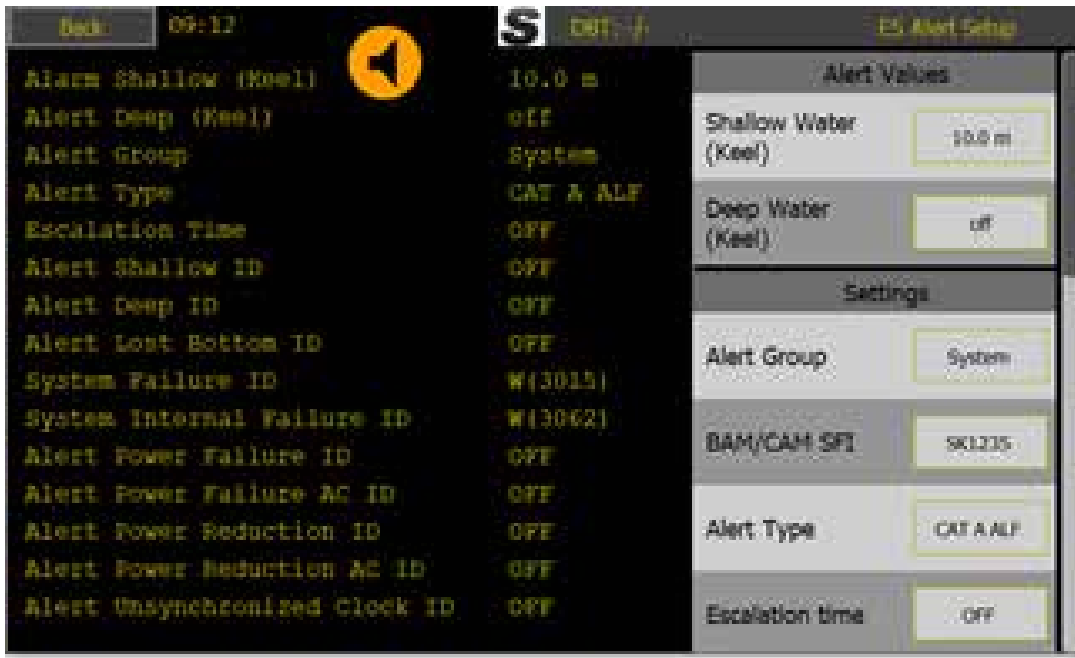 Back 09:12 S DBT: -/- ES Alert Setup
Alarm Shallow (Keel) 10.0 m
Alert Deep (Keel) off
Alert Group System
Alert Type CAT A ALF
Escalation Time OFF
Alert Shallow ID OFF
Alert Deep ID OFF
Alert Lost Bottom ID OFF
System Failure ID W(3015)
System Internal Failure ID W(3062)
Alert Power Failure ID OFF
Alert Power Failure AC ID OFF
Alert Power Reduction ID OFF
Alert Power Reduction AC ID OFF
Alert Unsynchronized Clock ID OFF
Alert Values
Shallow Water
(Keel) 10.0 m
Deep Water
(Keel) off
Settings
Alert Group System
BAM/CAM SFI SK1235
Alert Type CAT A ALF
Escalation time OFF